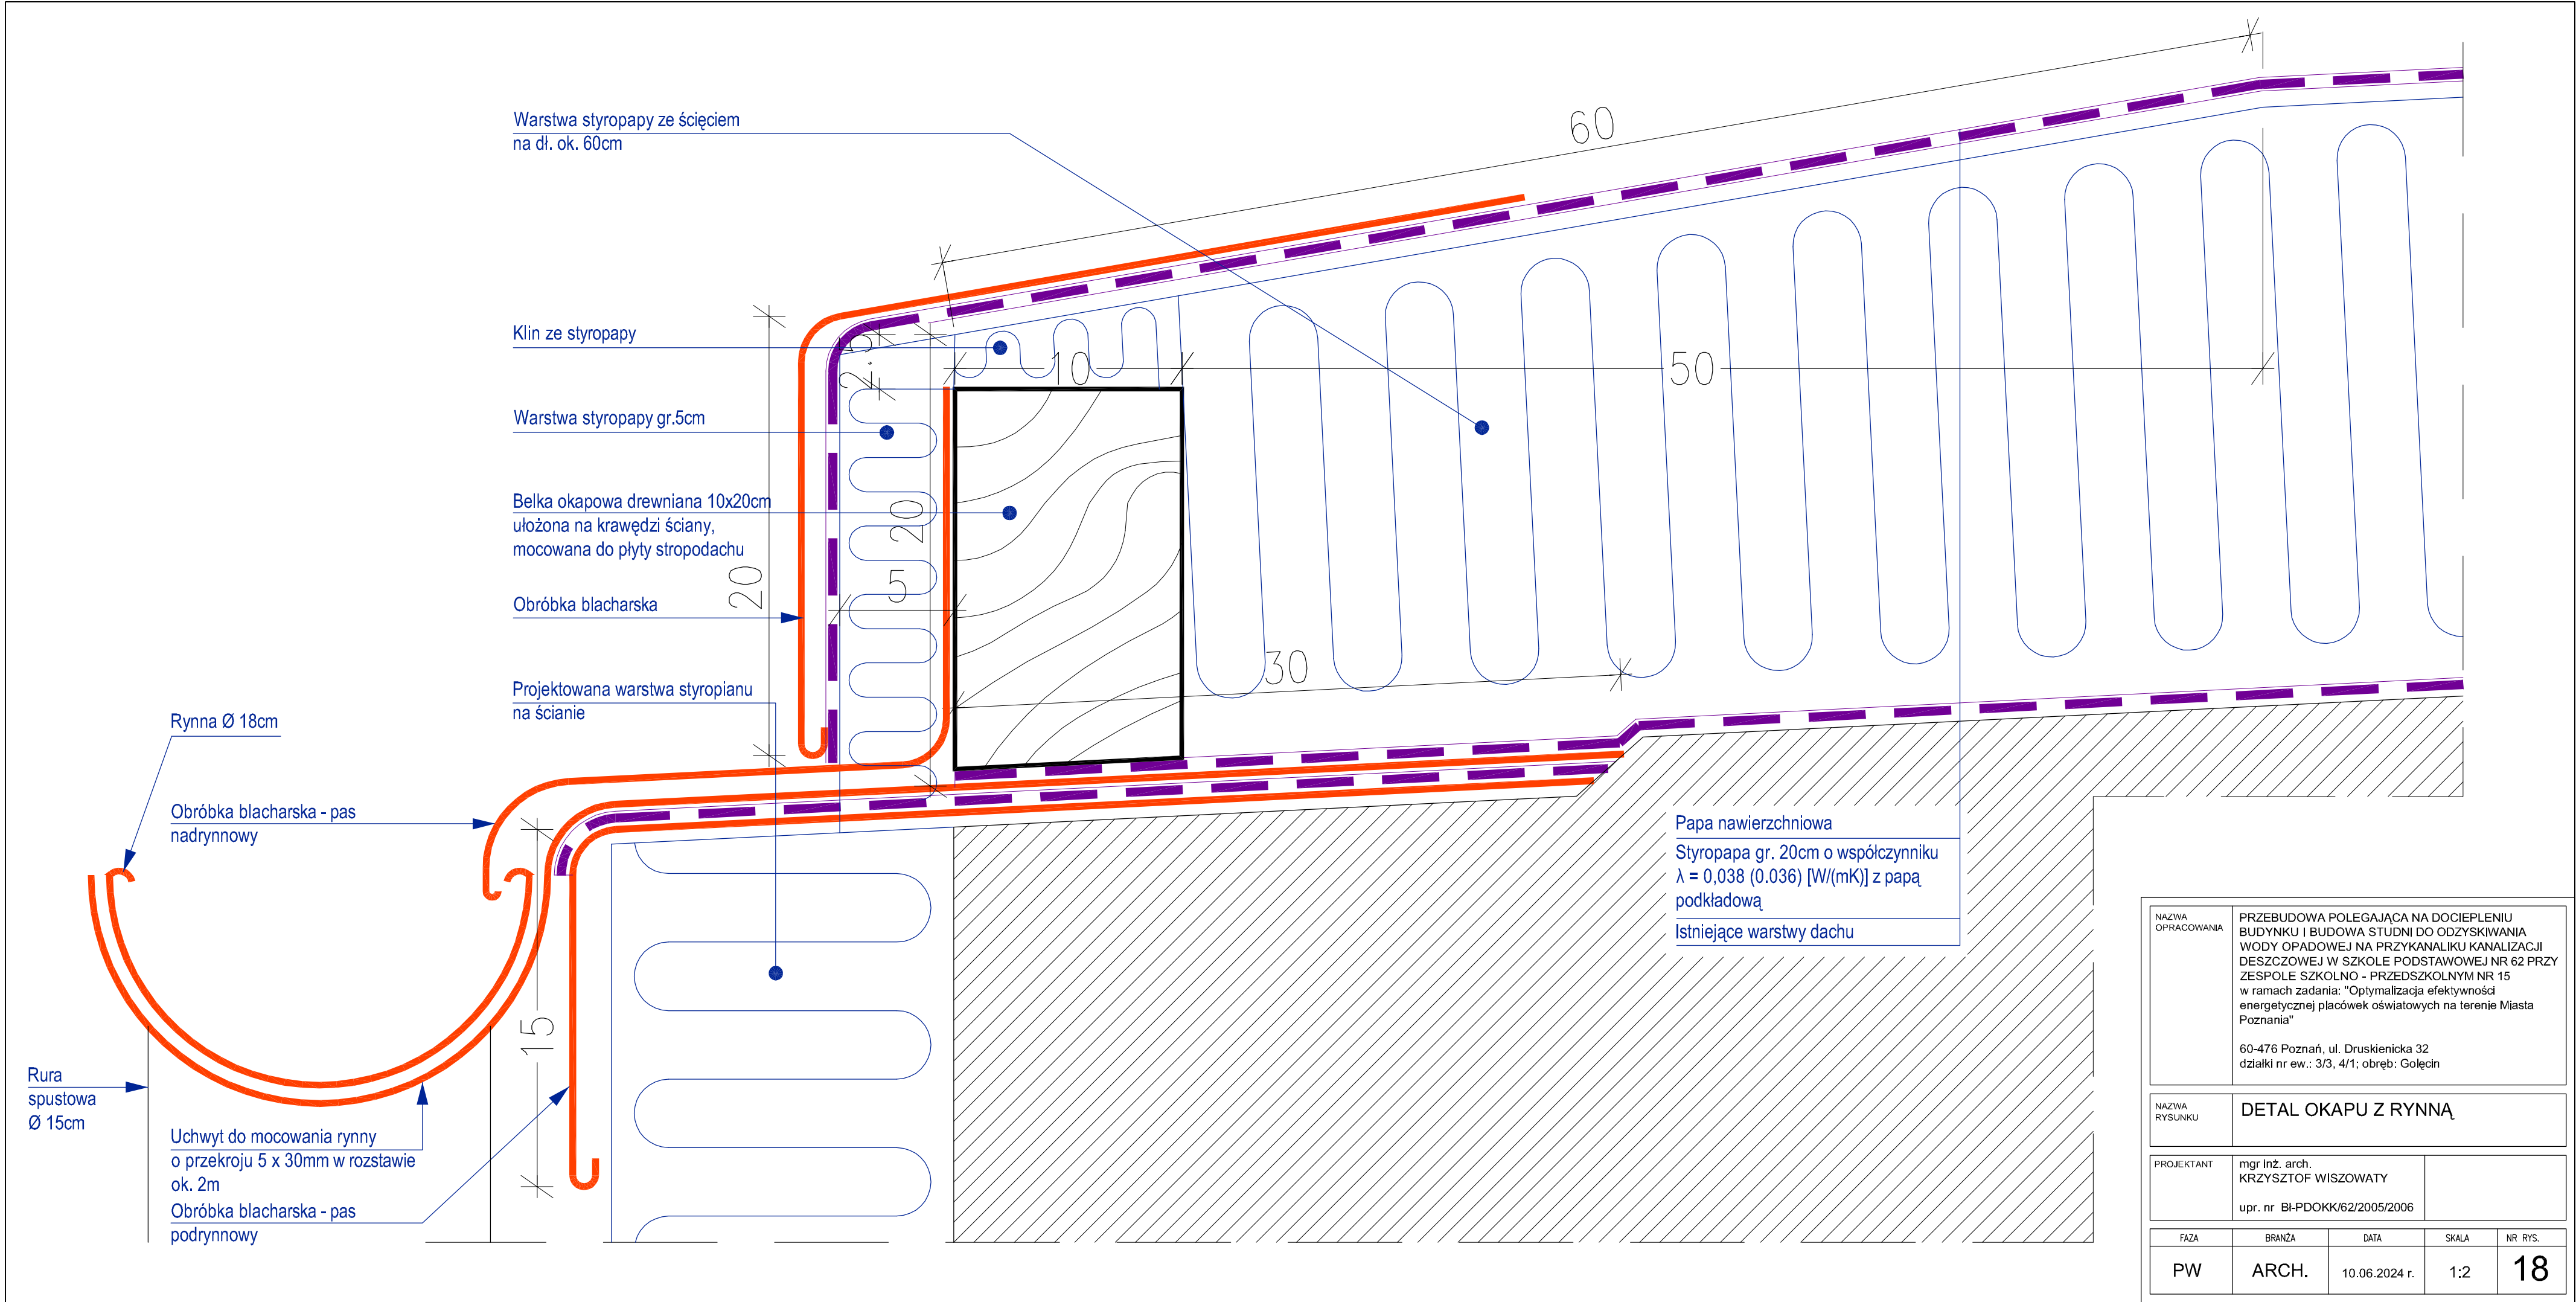 Warstwa styropapy ze ścięciem
na dł. ok. 60cm
Klin ze styropapy
Warstwa styropapy gr.5cm
Belka okapowa drewniana 10x20cm
ułożona na krawędzi ściany,
mocowana do płyty stropodachu
Obróbka blacharska
Projektowana warstwa styropianu
na ścianie
Rynna Ø 18cm
Obróbka blacharska - pas
nadrynnowy
Rura
spustowa
Ø 15cm
Uchwyt do mocowania rynny
o przekroju 5 x 30mm w rozstawie
ok. 2m
Obróbka blacharska - pas
podrynnowy
60
2.5
10
50
20
20
5
30
15
Papa nawierzchniowa
Styropapa gr. 20cm o współczynniku
λ = 0,038 (0.036) [W/(mK)] z papą
podkładową
Istniejące warstwy dachu
NAZWA
OPRACOWANIA
PRZEBUDOWA POLEGAJĄCA NA DOCIEPLENIU
BUDYNKU I BUDOWA STUDNI DO ODZYSKIWANIA
WODY OPADOWEJ NA PRZYKANALIKU KANALIZACJI
DESZCZOWEJ W SZKOLE PODSTAWOWEJ NR 62 PRZY
ZESPOLE SZKOLNO - PRZEDSZKOLNYM NR 15
w ramach zadania: "Optymalizacja efektywności
energetycznej placówek oświatowych na terenie Miasta
Poznania"
60-476 Poznań, ul. Druskienicka 32
działki nr ew.: 3/3, 4/1; obręb: Golęcin
NAZWA
RYSUNKU
DETAL OKAPU Z RYNNĄ
PROJEKTANT
mgr inż. arch.
KRZYSZTOF WISZOWATY
upr. nr BI-PDOKK/62/2005/2006
FAZA BRANŻA DATA SKALA NR RYS.
PW ARCH. 10.06.2024 r. 1:2 18